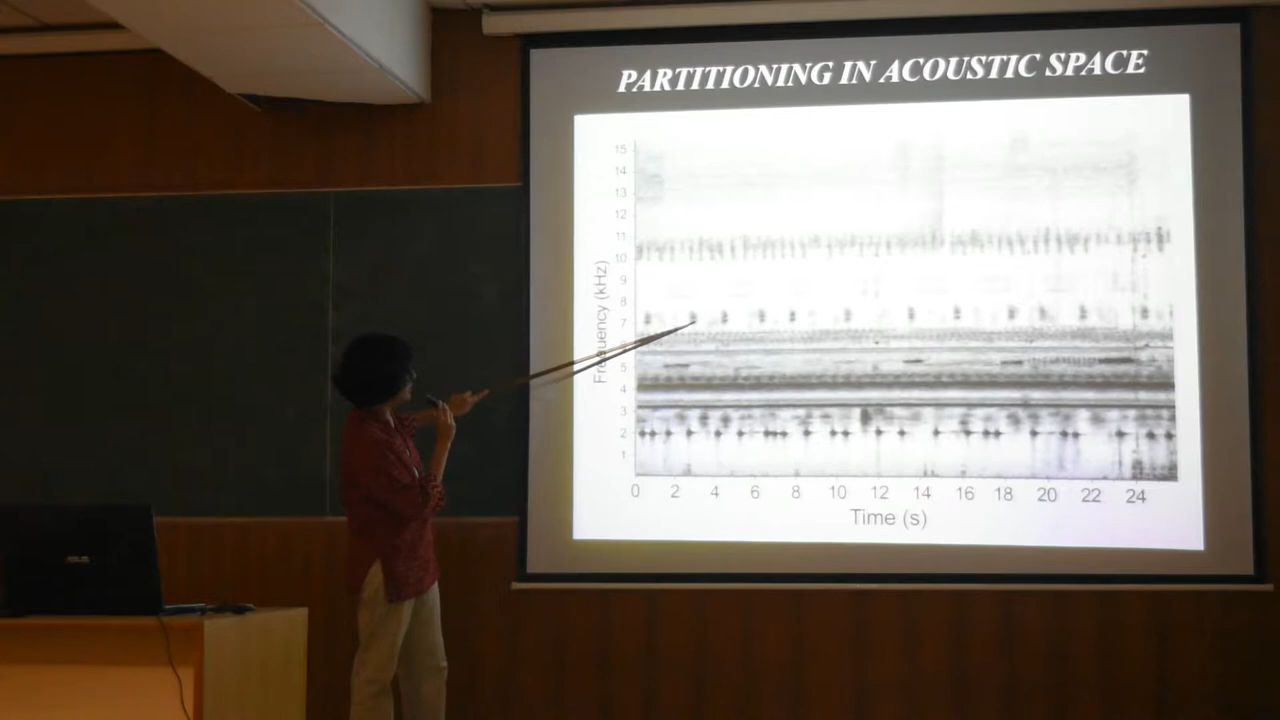 PARTITIONING IN ACOUSTIC SPACE
15
14
13
12
11
10
9
8
7
5
4
3
2
1
Frequency (kHz)
0 2 4 6 8 10 12 14 16 18 20 22 24
Time (s)
ASUS